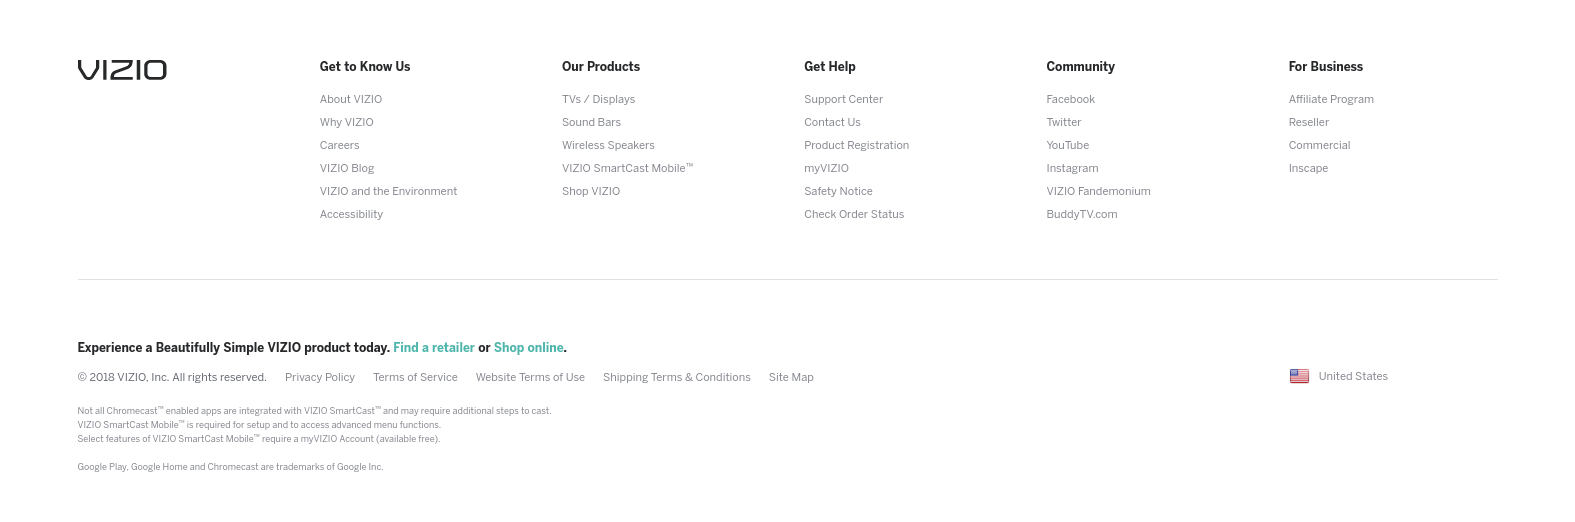 VIZIO
Get to Know Us
About VIZIO
Why VIZIO
Careers
VIZIO Blog
VIZIO and the Environment
Accessibility
Our Products
TVs / Displays
Sound Bars
Wireless Speakers
VIZIO SmartCast Mobile™
Shop VIZIO
Get Help
Support Center
Contact Us
Product Registration
myVIZIO
Safety Notice
Check Order Status
Community
Facebook
Twitter
YouTube
Instagram
VIZIO Fandemonium
BuddyTV.com
For Business
Affiliate Program
Reseller
Commercial
Inscape
Experience a Beautifully Simple VIZIO product today. Find a retailer or Shop online.
© 2018 VIZIO, Inc. All rights reserved. Privacy Policy Terms of Service Website Terms of Use Shipping Terms & Conditions Site Map
United States
Not all Chromecast™ enabled apps are integrated with VIZIO SmartCast™ and may require additional steps to cast.
VIZIO SmartCast Mobile™ is required for setup and to access advanced menu functions.
Select features of VIZIO SmartCast Mobile™ require a myVIZIO Account (available free).
Google Play, Google Home and Chromecast are trademarks of Google Inc.